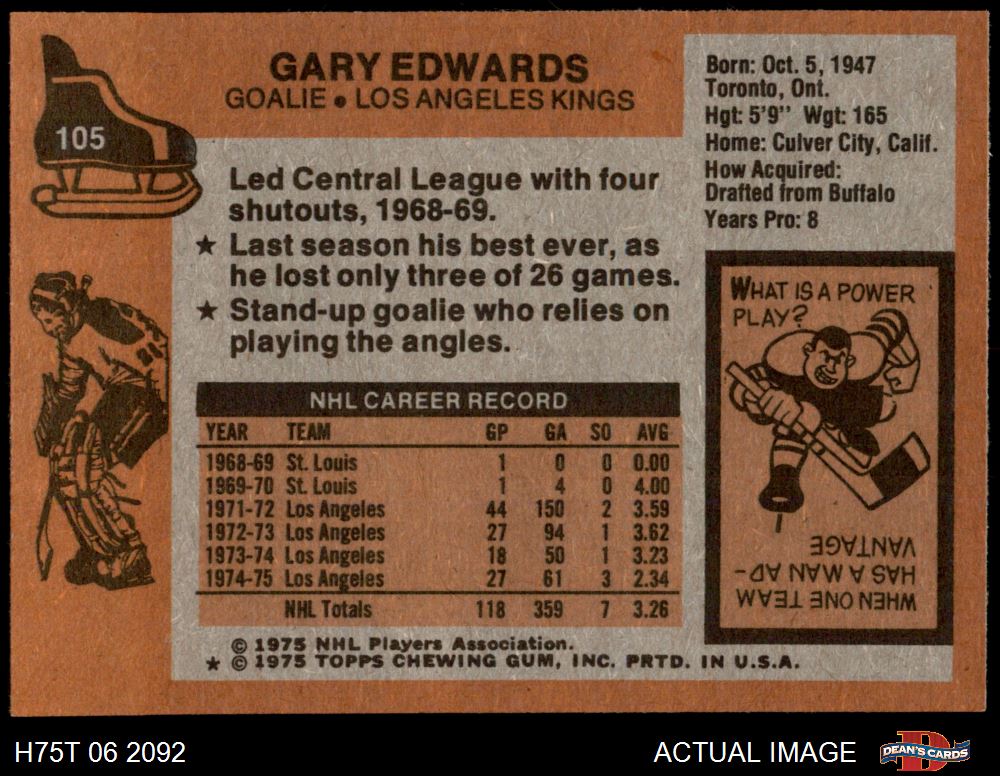 GARY EDWARDS
GOALIE • LOS ANGELES KINGS
105
Born: Oct. 5, 1947
Toronto, Ont.
Hgt: 5'9" Wgt: 165
Home: Culver City, Calif.
How Acquired:
Drafted from Buffalo
Years Pro: 8
Led Central League with four
shutouts, 1968-69.
★ Last season his best ever, as
he lost only three of 26 games.
★ Stand-up goalie who relies on
playing the angles.
NHL CAREER RECORD
YEAR TEAM GP GA SO AVG
1968-69 St. Louis 1 0 0 0.00
1969-70 St. Louis 1 4 0 4.00
1971-72 Los Angeles 44 150 2 3.59
1972-73 Los Angeles 27 94 1 3.62
1973-74 Los Angeles 18 50 1 3.23
1974-75 Los Angeles 27 61 3 2.34
NHL Totals 118 359 7 3.26
WHAT IS A POWER
PLAY?
WHEN ONE TEAM
HAS A MAN AD-
VANTAGE
© 1975 NHL Players Association.
★ © 1975 TOPPS CHEWING GUM, INC. PRTD. IN U.S.A.
H75T 06 2092
ACTUAL IMAGE
D
DEAN'S CARDS